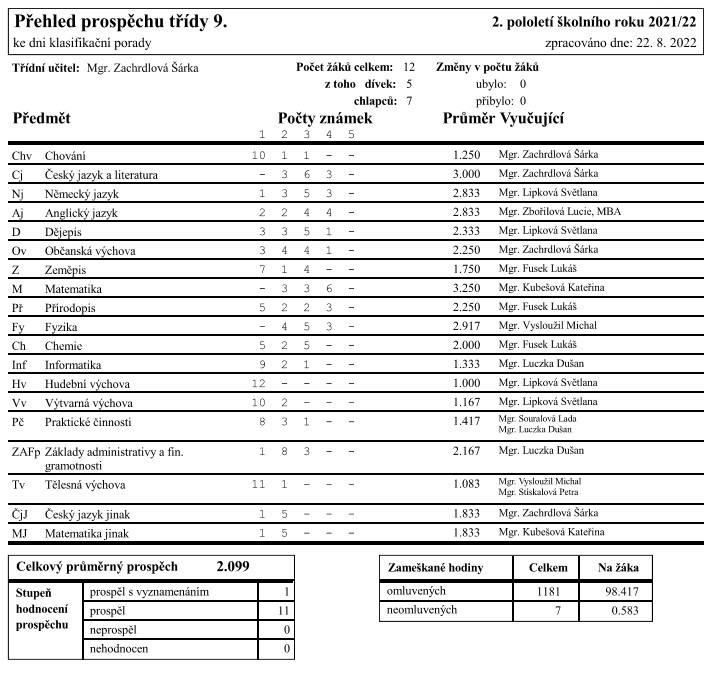 Přehled prospěchu třídy 9. 2. pololetí školního roku 2021/22
ke dni klasifikační porady zpracováno dne: 22. 8. 2022
Třídní učitel: Mgr. Zachrdlová Šárka Počet žáků celkem: 12 Změny v počtu žáků
z toho dívek: 5 ubylo: 0
chlapců: 7 přibylo: 0
Předmět Počty známek Průměr Vyučující
1 2 3 4 5
Chv Chování 10 1 1 – – 1.250 Mgr. Zachrdlová Šárka
Cj Český jazyk a literatura – 3 6 3 – 3.000 Mgr. Zachrdlová Šárka
Nj Německý jazyk 1 3 5 3 – 2.833 Mgr. Lipková Světlana
Aj Anglický jazyk 2 2 4 4 – 2.833 Mgr. Zbořilová Lucie, MBA
D Dějepis 3 3 5 1 – 2.333 Mgr. Lipková Světlana
Ov Občanská výchova 3 4 4 1 – 2.250 Mgr. Zachrdlová Šárka
Z Zeměpis 7 1 4 – – 1.750 Mgr. Fusek Lukáš
M Matematika – 3 3 6 – 3.250 Mgr. Kubešová Kateřina
Př Přírodopis 5 2 2 3 – 2.250 Mgr. Fusek Lukáš
Fy Fyzika – 4 5 3 – 2.917 Mgr. Vysloužil Michal
Ch Chemie 5 2 5 – – 2.000 Mgr. Fusek Lukáš
Inf Informatika 9 2 1 – – 1.333 Mgr. Luczka Dušan
Hv Hudební výchova 12 – – – – 1.000 Mgr. Lipková Světlana
Vv Výtvarná výchova 10 2 – – – 1.167 Mgr. Lipková Světlana
Pč Praktické činnosti 8 3 1 – – 1.417 Mgr. Souralová Lada
Mgr. Luczka Dušan
ZAFp Základy administrativy a fin. 1 8 3 – – 2.167 Mgr. Luczka Dušan
gramotnosti
Tv Tělesná výchova 11 1 – – – 1.083 Mgr. Vysloužil Michal
Mgr. Stiskalová Petra
ČjJ Český jazyk jinak 1 5 – – – 1.833 Mgr. Zachrdlová Šárka
MJ Matematika jinak 1 5 – – – 1.833 Mgr. Kubešová Kateřina
Celkový průměrný prospěch 2.099
Stupeň hodnocení prospěchu
prospěl s vyznamenáním 1
prospěl 11
neprospěl 0
nehodnocen 0
Zameškané hodiny Celkem Na žáka
omluvených 1181 98.417
neomluvených 7 0.583